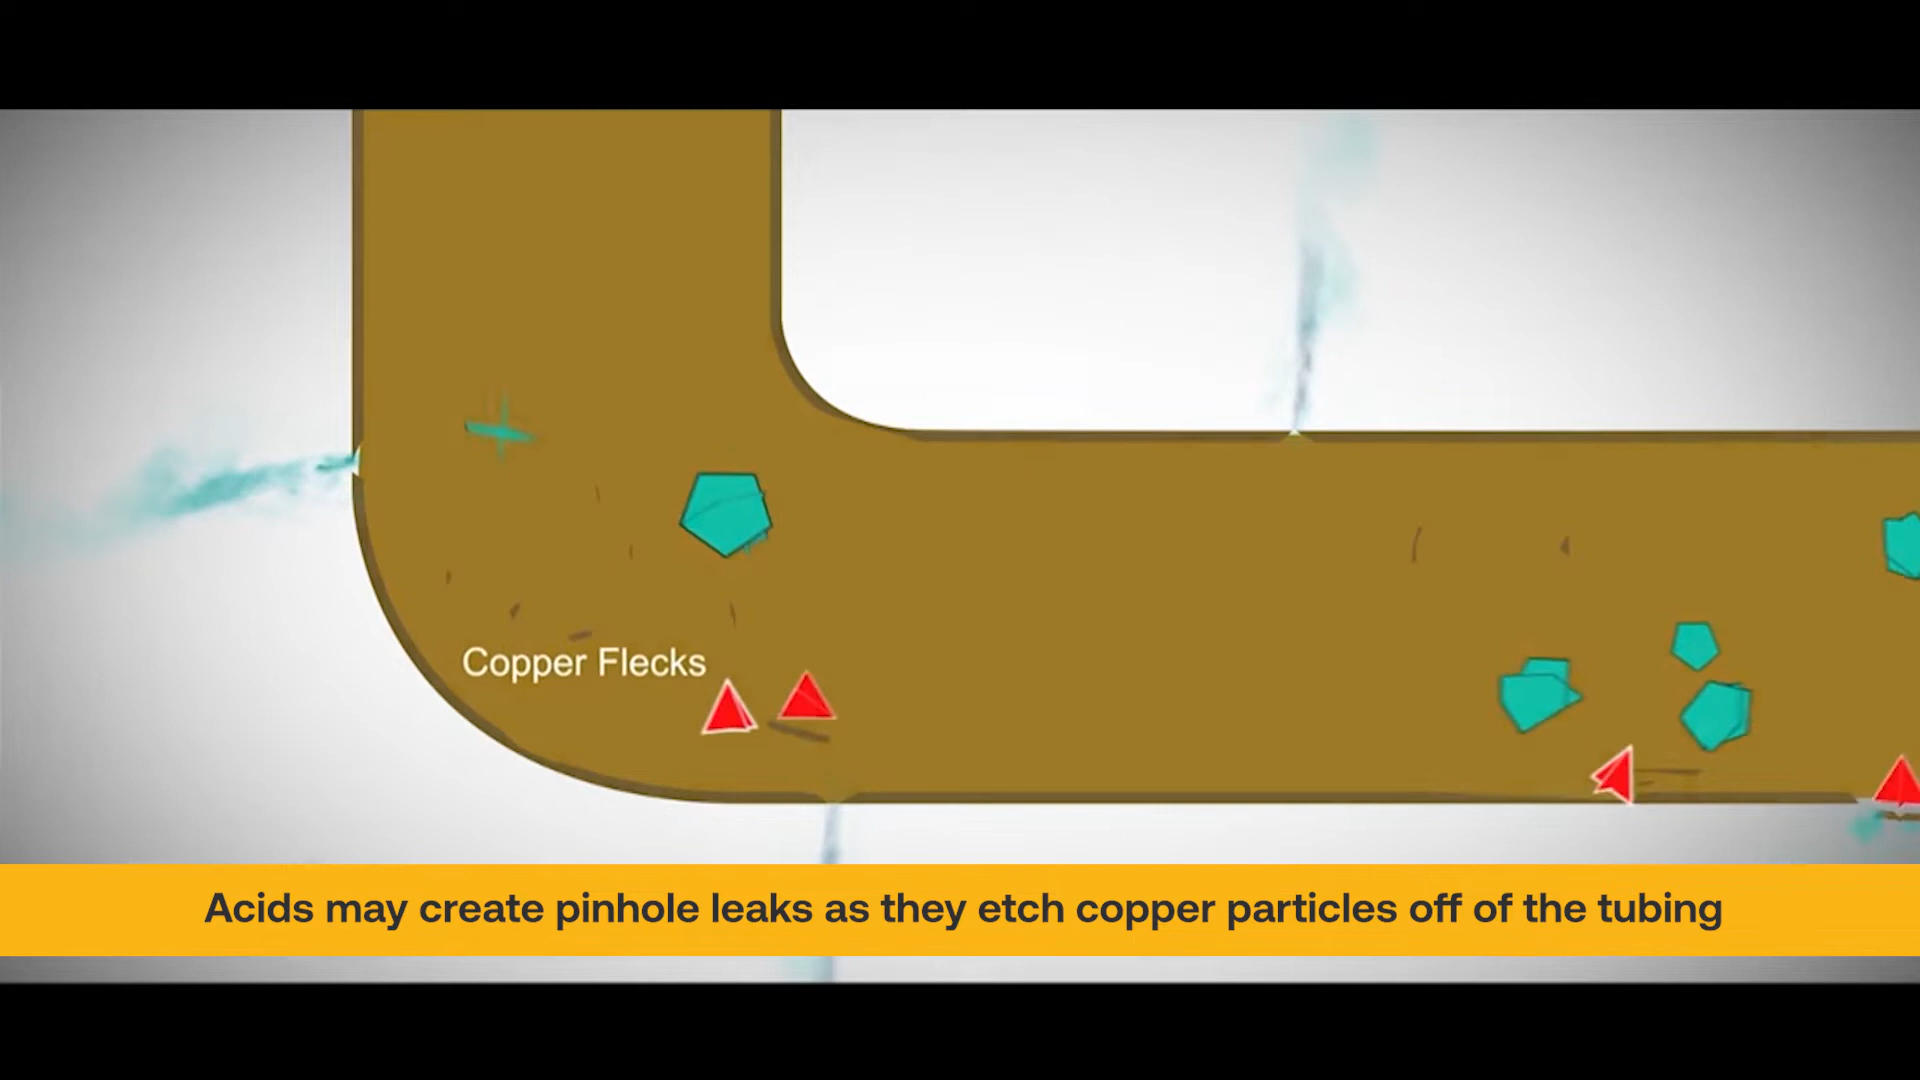 Copper Flecks
Acids may create pinhole leaks as they etch copper particles off of the tubing